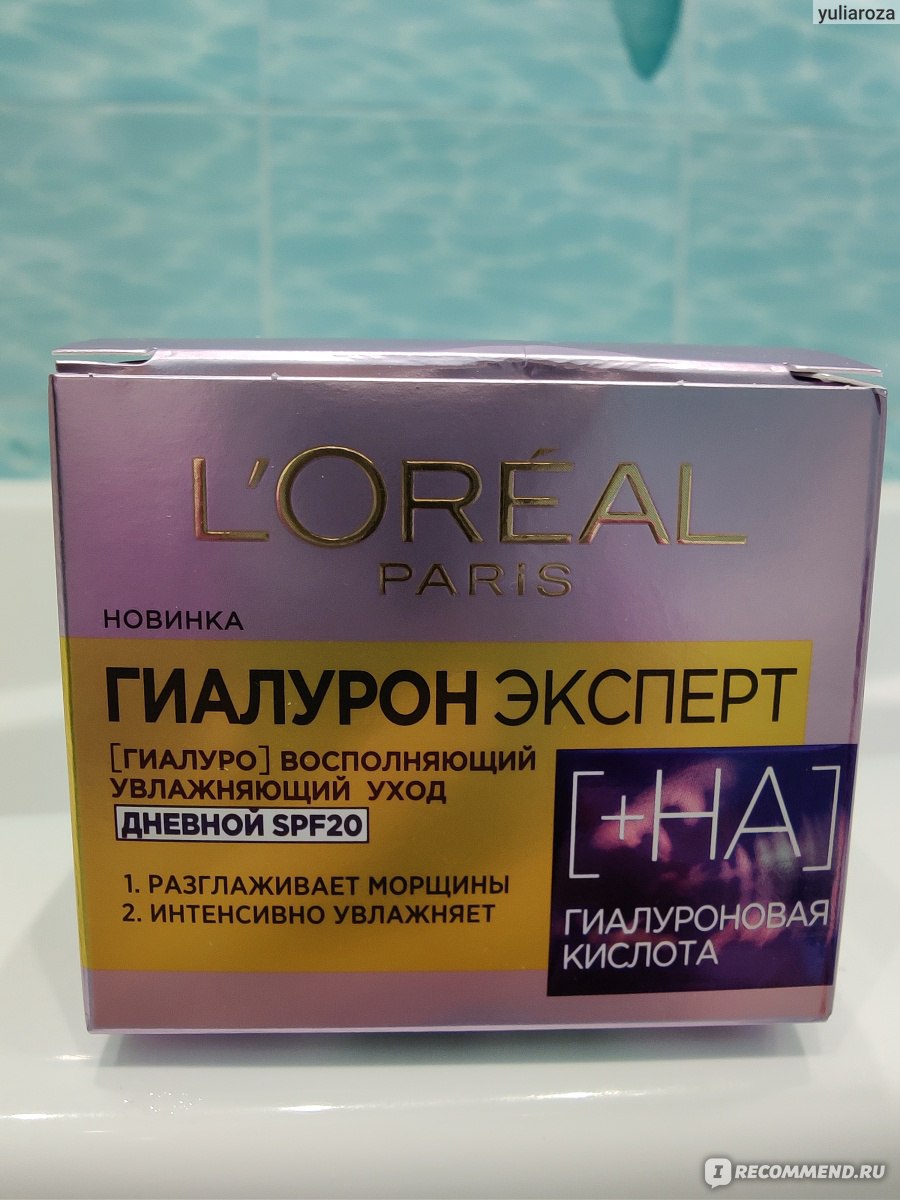 yuliaroza
L'ORÉAL
PARIS
НОВИНКА
ГИАЛУРОН ЭКСПЕРТ
[ГИАЛУРО] ВОСПОЛНЯЮЩИЙ
УВЛАЖНЯЮЩИЙ УХОД
ДНЕВНОЙ SPF20
1. РАЗГЛАЖИВАЕТ МОРЩИНЫ
2. ИНТЕНСИВНО УВЛАЖНЯЕТ
[+HA]
ГИАЛУРОНОВАЯ
КИСЛОТА
IRECOMMEND.RU